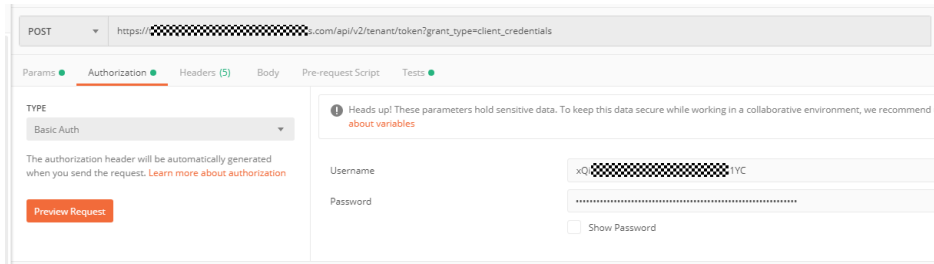 POST https:// s.com/api/v2/tenant/token?grant_type=client_credentials
Params Authorization Headers (5) Body Pre-request Script Tests
TYPE
Basic Auth
The authorization header will be automatically generated
when you send the request. Learn more about authorization
Preview Request
Heads up! These parameters hold sensitive data. To keep this data secure while working in a collaborative environment, we recommend
about variables
Username xQi 1YC
Password
Show Password